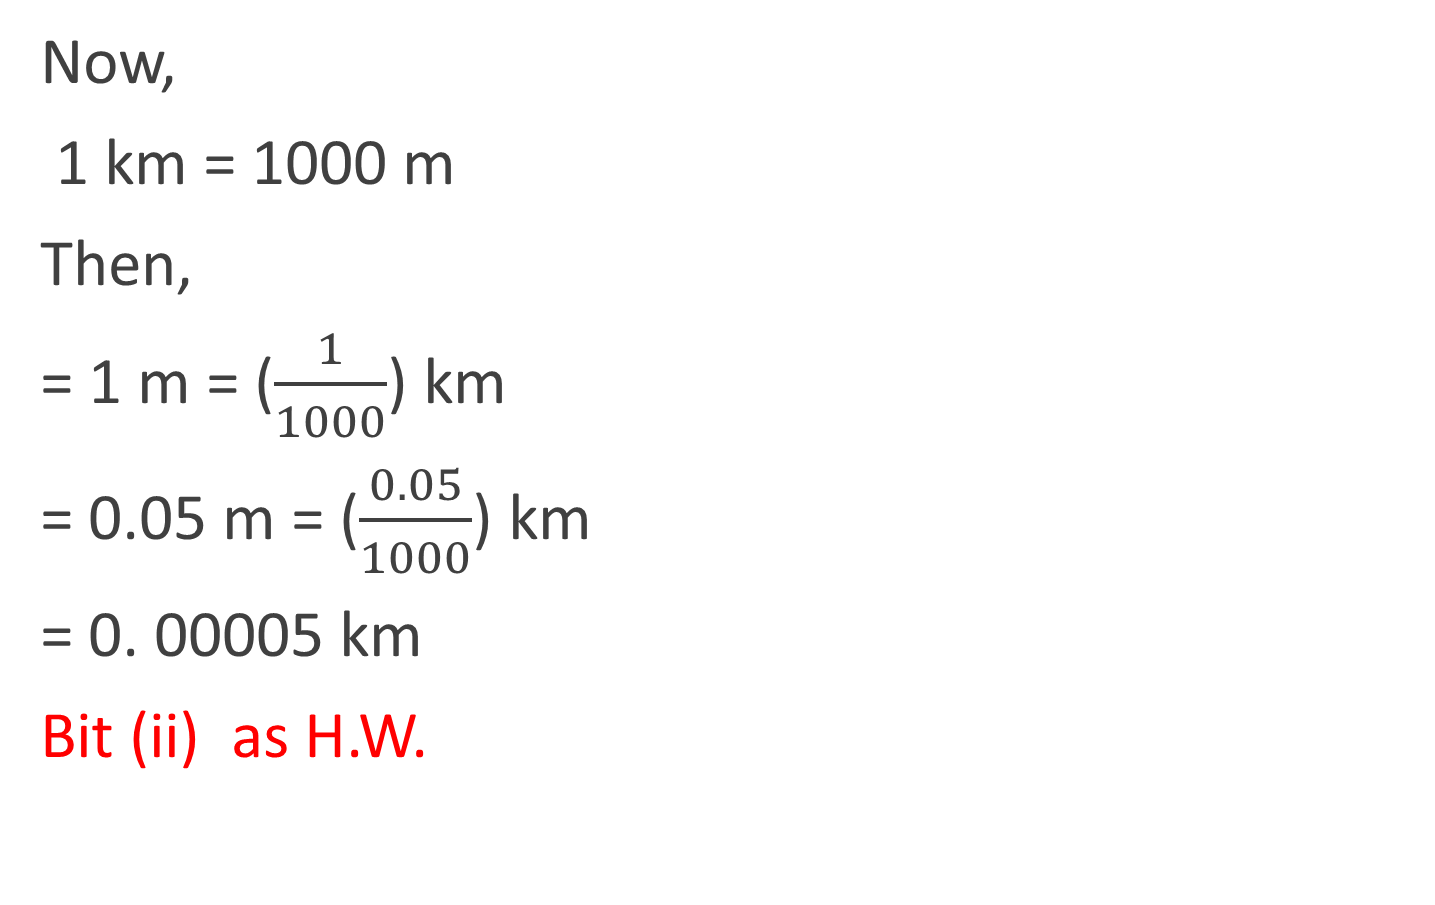 Now,
1 km = 1000 m
Then,
= 1 m = (1/1000) km
= 0.05 m = (0.05/1000) km
= 0. 00005 km
Bit (ii)  as H.W.